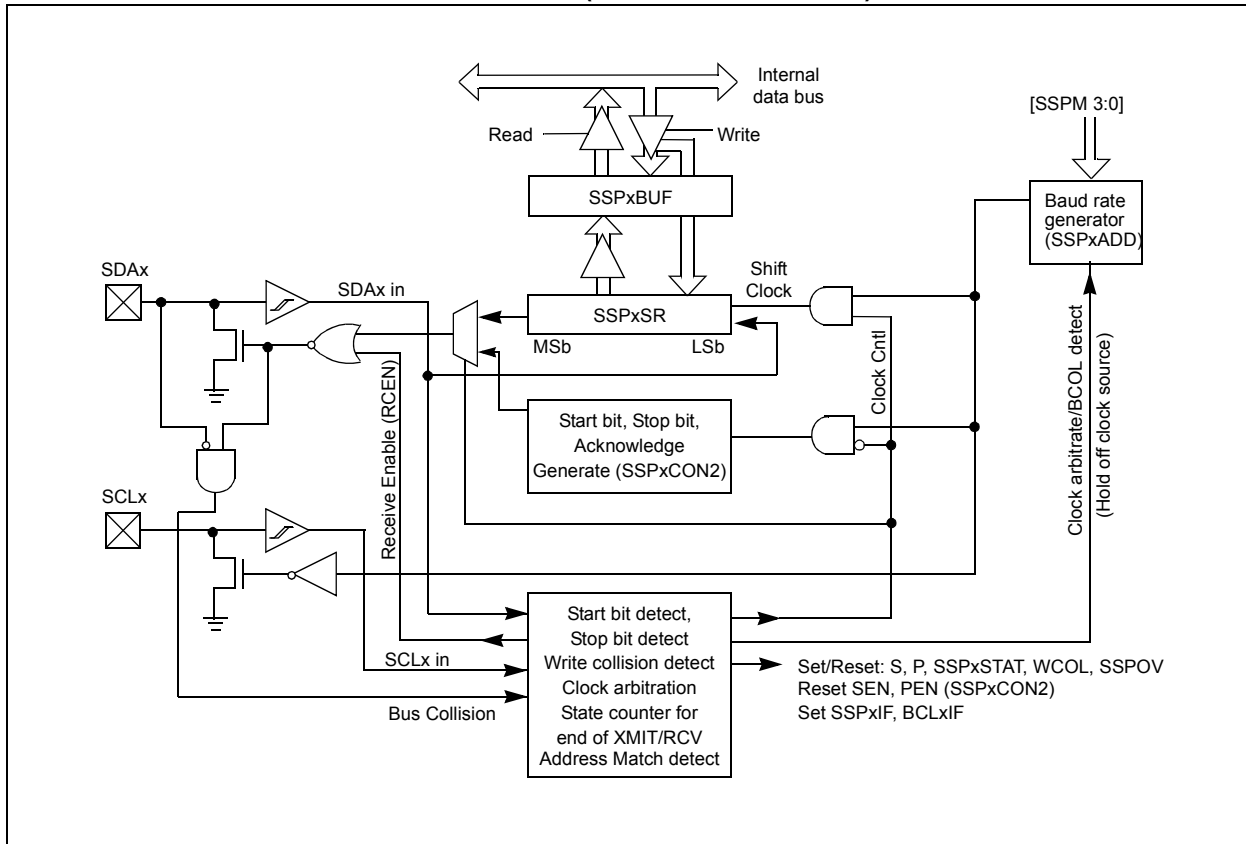 Internal
data bus
[SSPM 3:0]
Read
Write
SSPxBUF
Baud rate
generator
(SSPxADD)
SDAx
SDAx in
Shift
Clock
SSPxSR
MSb
LSb
Clock Cntl
Start bit, Stop bit,
Acknowledge
Generate (SSPxCON2)
Receive Enable (RCEN)
Clock arbitrate/BCOL detect
(Hold off clock source)
SCLx
SCLx in
Bus Collision
Start bit detect,
Stop bit detect
Write collision detect
Clock arbitration
State counter for
end of XMIT/RCV
Address Match detect
Set/Reset: S, P, SSPxSTAT, WCOL, SSPOV
Reset SEN, PEN (SSPxCON2)
Set SSPxIF, BCLxIF